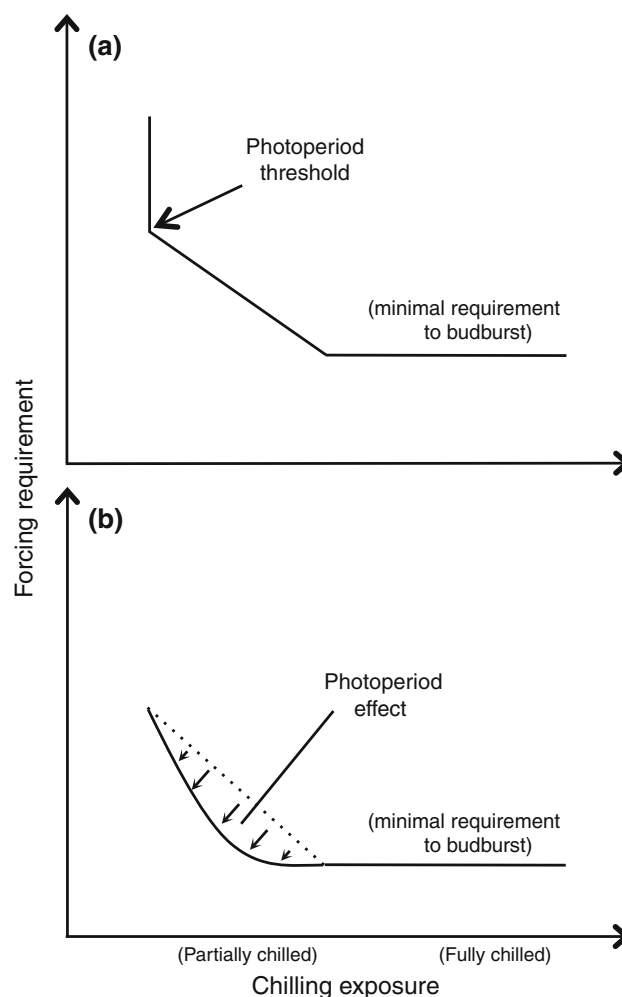 (a)
Photoperiod
threshold
(minimal requirement
to budburst)
Forcing requirement
(b)
Photoperiod
effect
(minimal requirement
to budburst)
(Partially chilled)
(Fully chilled)
Chilling exposure